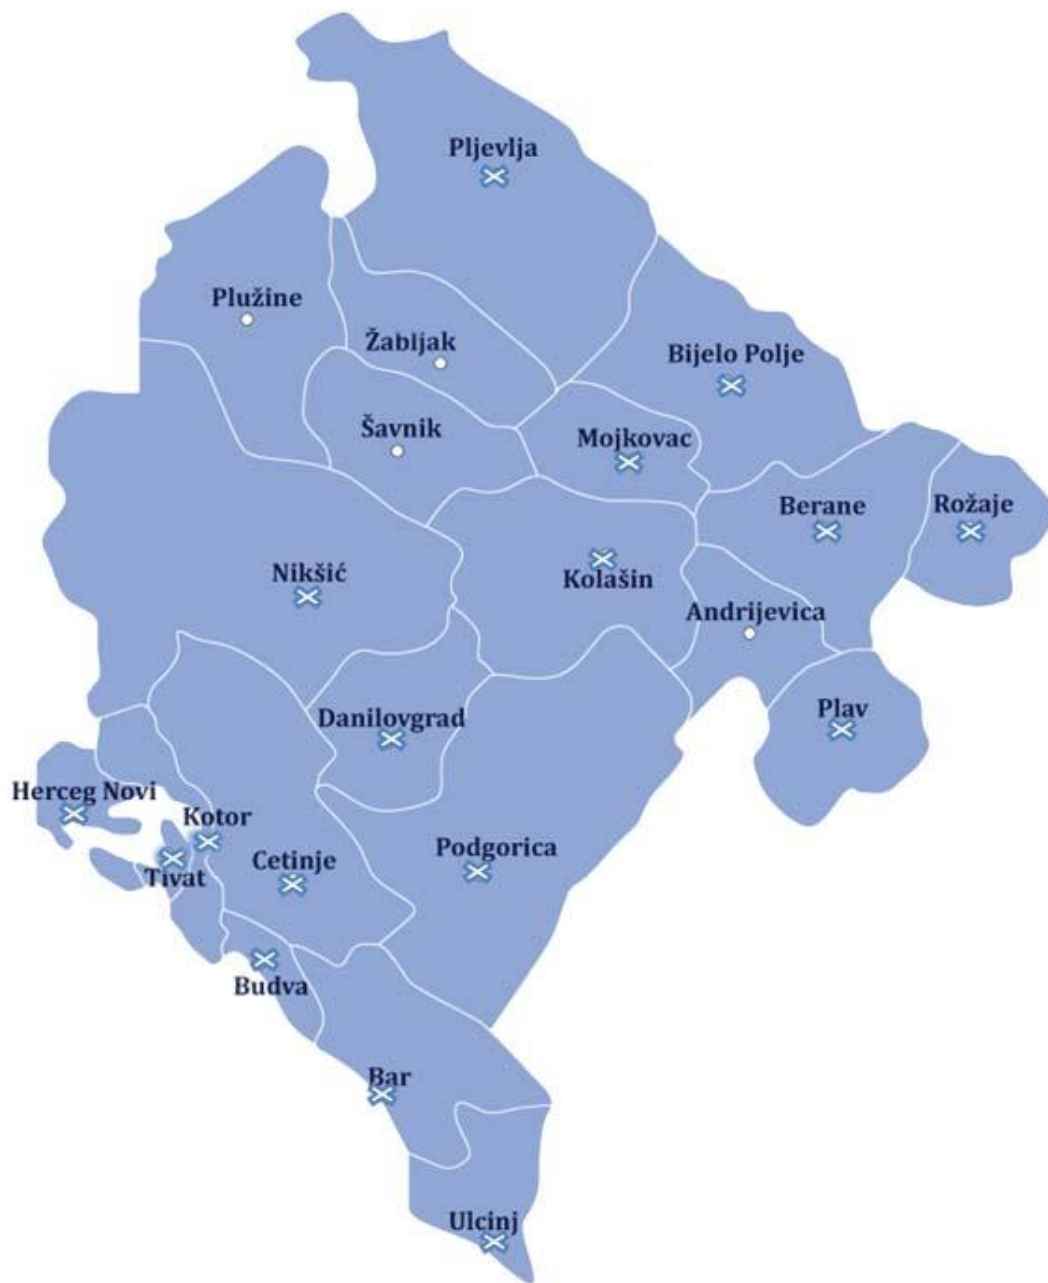 Pljevlja
Plužine
Žabljak
Bijelo Polje
Šavnik
Mojkovac
Berane
Rožaje
Nikšić
Kolašin
Andrijevica
Danilovgrad
Plav
Herceg Novi
Kotor
Podgorica
Cetinje
Tivat
Budva
Bar
Ulcinj